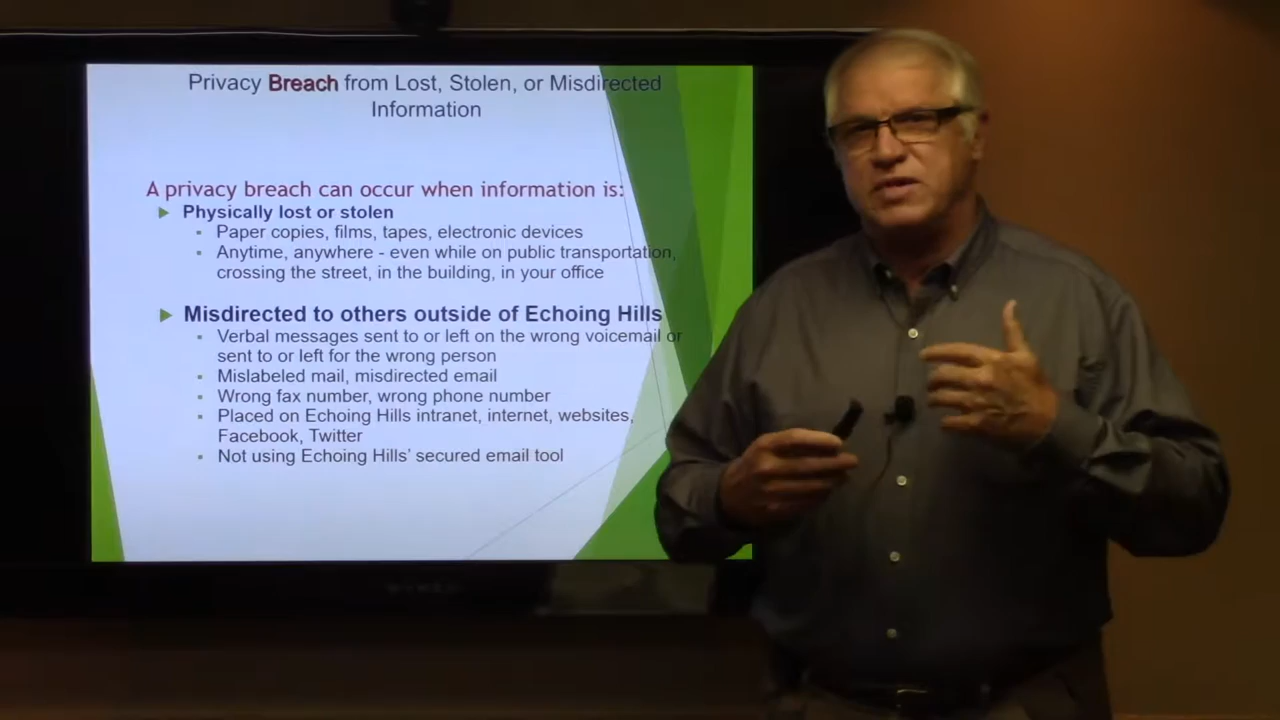 Privacy Breach from Lost, Stolen, or Misdirected
Information
A privacy breach can occur when information is:
Physically lost or stolen
Paper copies, films, tapes, electronic devices
Anytime, anywhere - even while on public transportation,
crossing the street, in the building, in your office
Misdirected to others outside of Echoing Hills
Verbal messages sent to or left on the wrong voicemail or
sent to or left for the wrong person
Mislabeled mail, misdirected email
Wrong fax number, wrong phone number
Placed on Echoing Hills intranet, internet, websites,
Facebook, Twitter
Not using Echoing Hills' secured email tool